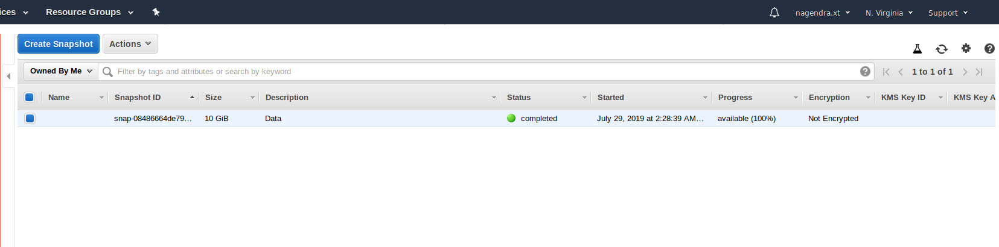 ices Resource Groups nagendra.xt N. Virginia Support
Create Snapshot Actions
Owned By Me Filter by tags and attributes or search by keyword ? 1 to 1 of 1
Name Snapshot ID Size Description Status Started Progress Encryption KMS Key ID KMS Key A
snap-08486664de79... 10 GiB Data completed July 29, 2019 at 2:28:39 AM... available (100%) Not Encrypted